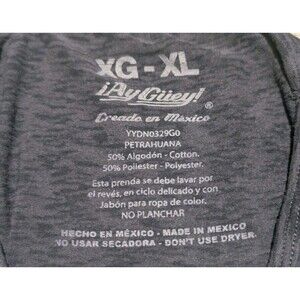 XG - XL
¡Ay Güey!
®
Creado en México
YYDN0329G0
PETRAHUANA
50% Algodón - Cotton.
50% Poliester - Polyester.
Esta prenda se debe lavar por
el revés, en ciclo delicado y con
Jabón para ropa de color.
NO PLANCHAR
HECHO EN MÉXICO - MADE IN MEXICO
NO USAR SECADORA - DON'T USE DRYER.